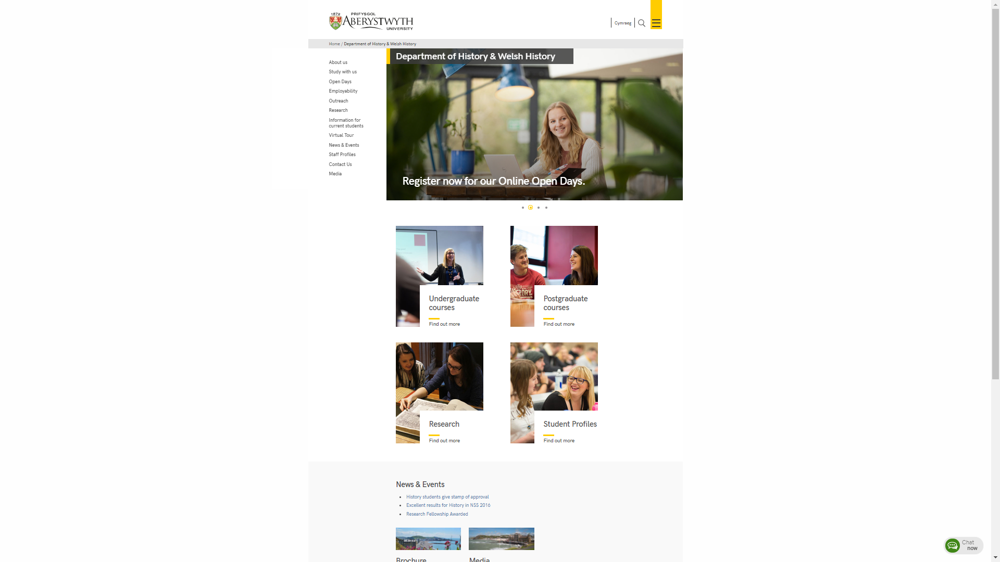 1872 PRIFYSGOL
ABERYSTWYTH
UNIVERSITY
Cymraeg
Home / Department of History & Welsh History
Department of History & Welsh History
About us
Study with us
Open Days
Employability
Outreach
Research
Information for
current students
Virtual Tour
News & Events
Staff Profiles
Contact Us
Media
Register now for our Online Open Days.
Undergraduate
courses
Find out more
Postgraduate
courses
Find out more
Research
Find out more
Student Profiles
Find out more
News & Events
History students give stamp of approval
Excellent results for History in NSS 2016
Research Fellowship Awarded
Brochure
Media
Chat
now